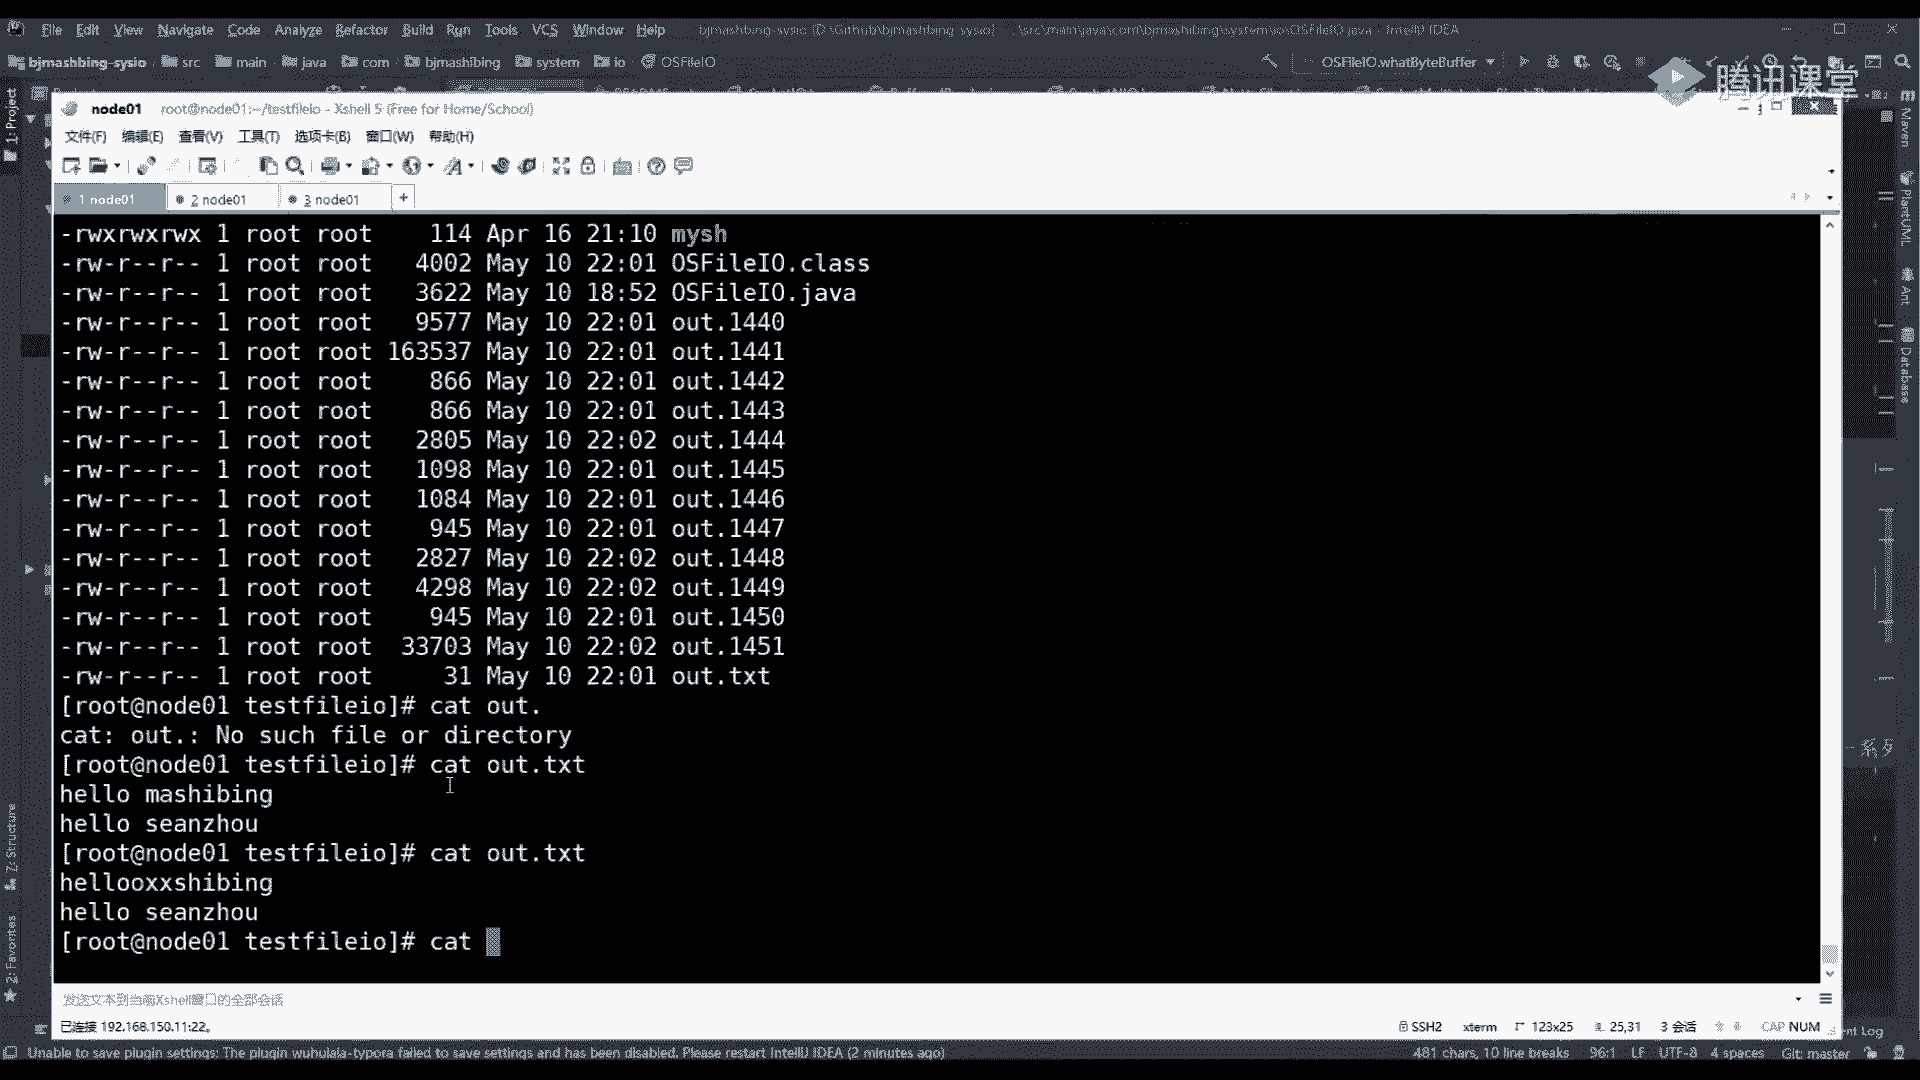 File Edit View Navigate Code Analyze Refactor Build Run Tools VCS Window Help bjmashbing-sysio [D:\Github\bjmashbing-sysio] - ...\src\main\java\com\bjmashibing\system\io\OSFileIO.java - IntelliJ IDEA
bjmashbing-sysio src main java com bjmashibing system io OSFileIO OSFileIO.whatByteBuffer
腾讯课堂
1: Project
node01 root@node01:~/testfileio - Xshell 5 (Free for Home/School)
文件(F) 编辑(E) 查看(V) 工具(T) 选项卡(B) 窗口(W) 帮助(H)
1 node01 2 node01 3 node01 +
-rwxrwxrwx 1 root root 114 Apr 16 21:10 mysh
-rw-r--r-- 1 root root 4002 May 10 22:01 OSFileIO.class
-rw-r--r-- 1 root root 3622 May 10 18:52 OSFileIO.java
-rw-r--r-- 1 root root 9577 May 10 22:01 out.1440
-rw-r--r-- 1 root root 163537 May 10 22:01 out.1441
-rw-r--r-- 1 root root 866 May 10 22:01 out.1442
-rw-r--r-- 1 root root 866 May 10 22:01 out.1443
-rw-r--r-- 1 root root 2805 May 10 22:02 out.1444
-rw-r--r-- 1 root root 1098 May 10 22:01 out.1445
-rw-r--r-- 1 root root 1084 May 10 22:01 out.1446
-rw-r--r-- 1 root root 945 May 10 22:01 out.1447
-rw-r--r-- 1 root root 2827 May 10 22:02 out.1448
-rw-r--r-- 1 root root 4298 May 10 22:02 out.1449
-rw-r--r-- 1 root root 945 May 10 22:01 out.1450
-rw-r--r-- 1 root root 33703 May 10 22:02 out.1451
-rw-r--r-- 1 root root 31 May 10 22:01 out.txt
[root@node01 testfileio]# cat out.
cat: out.: No such file or directory
[root@node01 testfileio]# cat out.txt
hello mashibing
hello seanzhou
[root@node01 testfileio]# cat out.txt
hellooxxshibing
hello seanzhou
[root@node01 testfileio]# cat
发送文本到当前Xshell窗口的全部会话
已连接 192.168.150.11:22。 SSH2 xterm 123x25 25,31 3 会话 CAP NUM
Maven
PlantUML
Ant
Database
系列
Z: Structure
2: Favorites
Event Log
Unable to save plugin settings: The plugin wuhulala-typora failed to save settings and has been disabled. Please restart IntelliJ IDEA (2 minutes ago) 481 chars, 10 line breaks 96:1 LF UTF-8 4 spaces Git: master